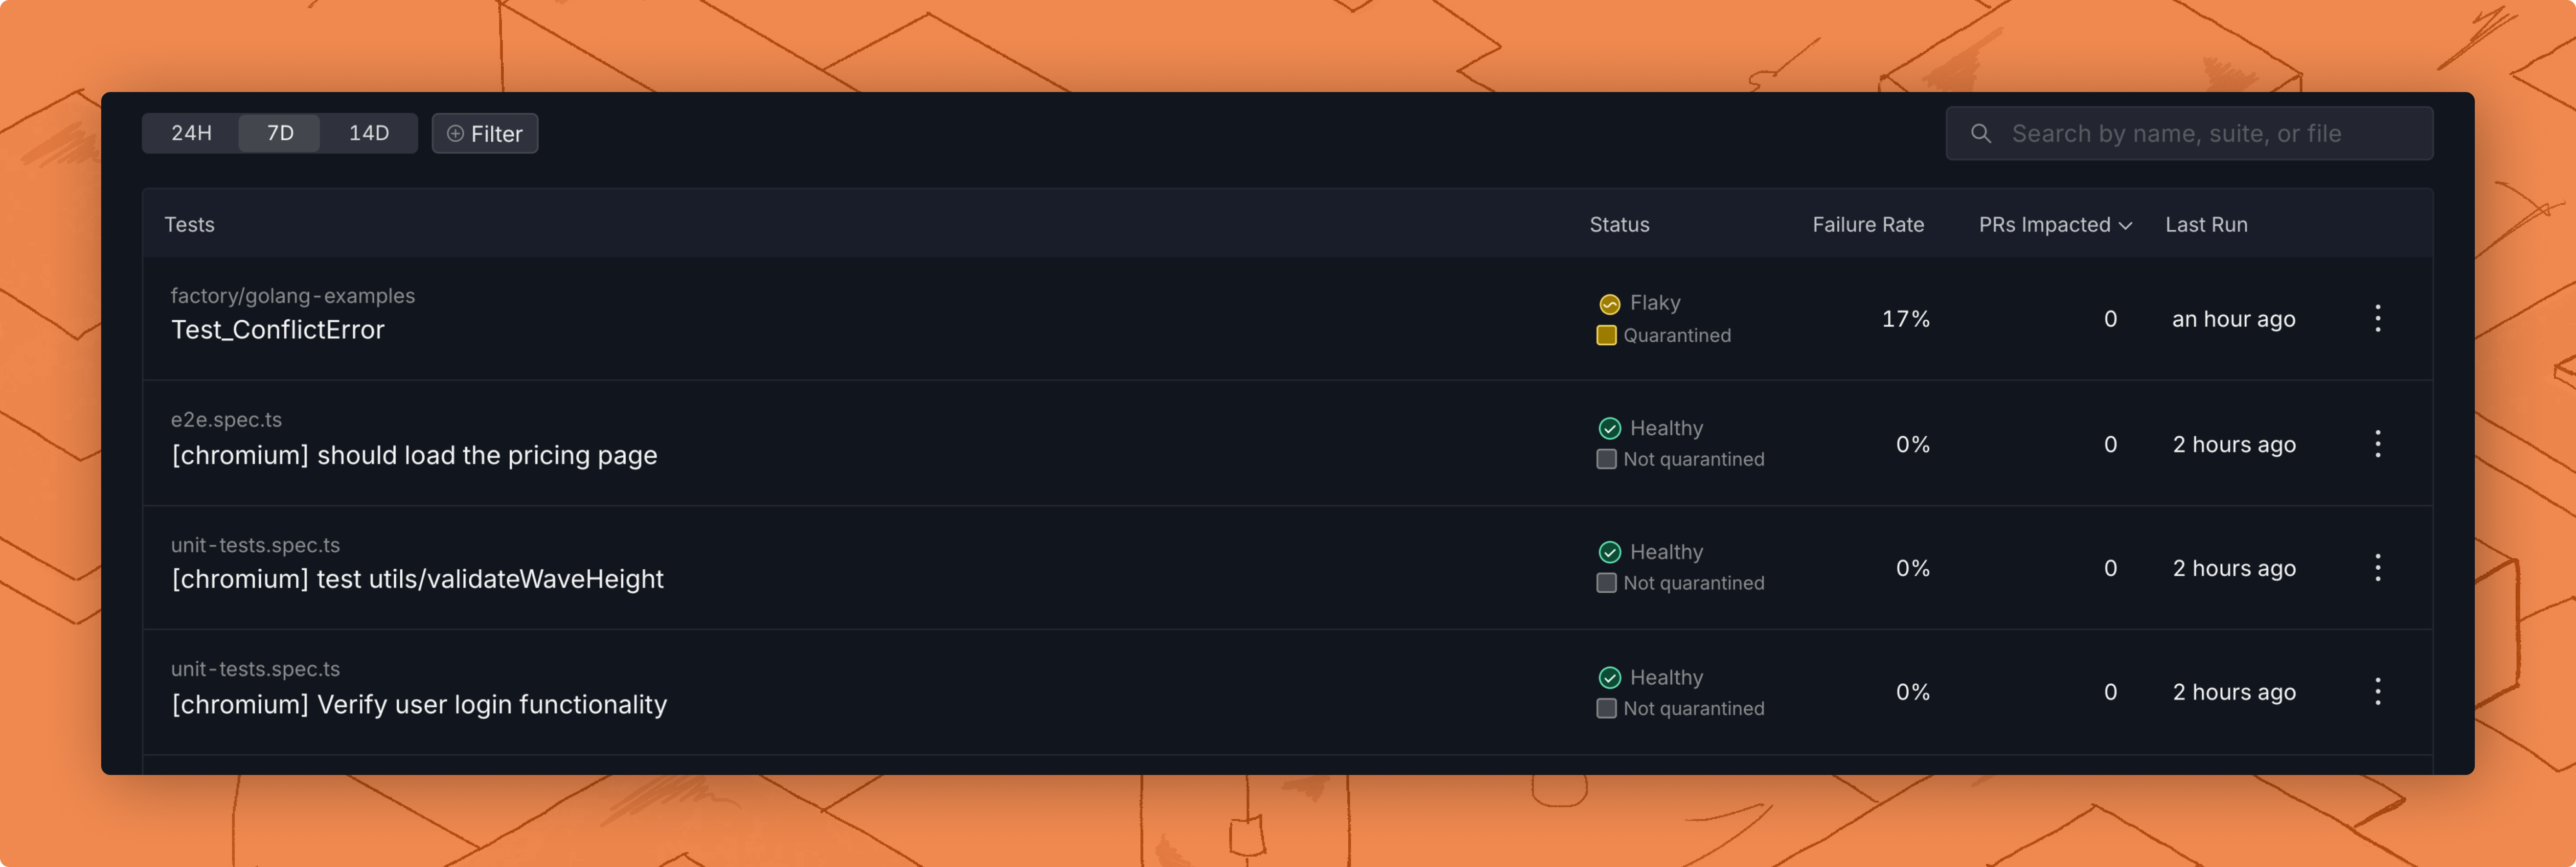 24H 7D 14D Filter Search by name, suite, or file
Tests Status Failure Rate PRs Impacted Last Run
factory/golang-examples
Test_ConflictError
Flaky
Quarantined
17% 0 an hour ago
e2e.spec.ts
[chromium] should load the pricing page
Healthy
Not quarantined
0% 0 2 hours ago
unit-tests.spec.ts
[chromium] test utils/validateWaveHeight
Healthy
Not quarantined
0% 0 2 hours ago
unit-tests.spec.ts
[chromium] Verify user login functionality
Healthy
Not quarantined
0% 0 2 hours ago